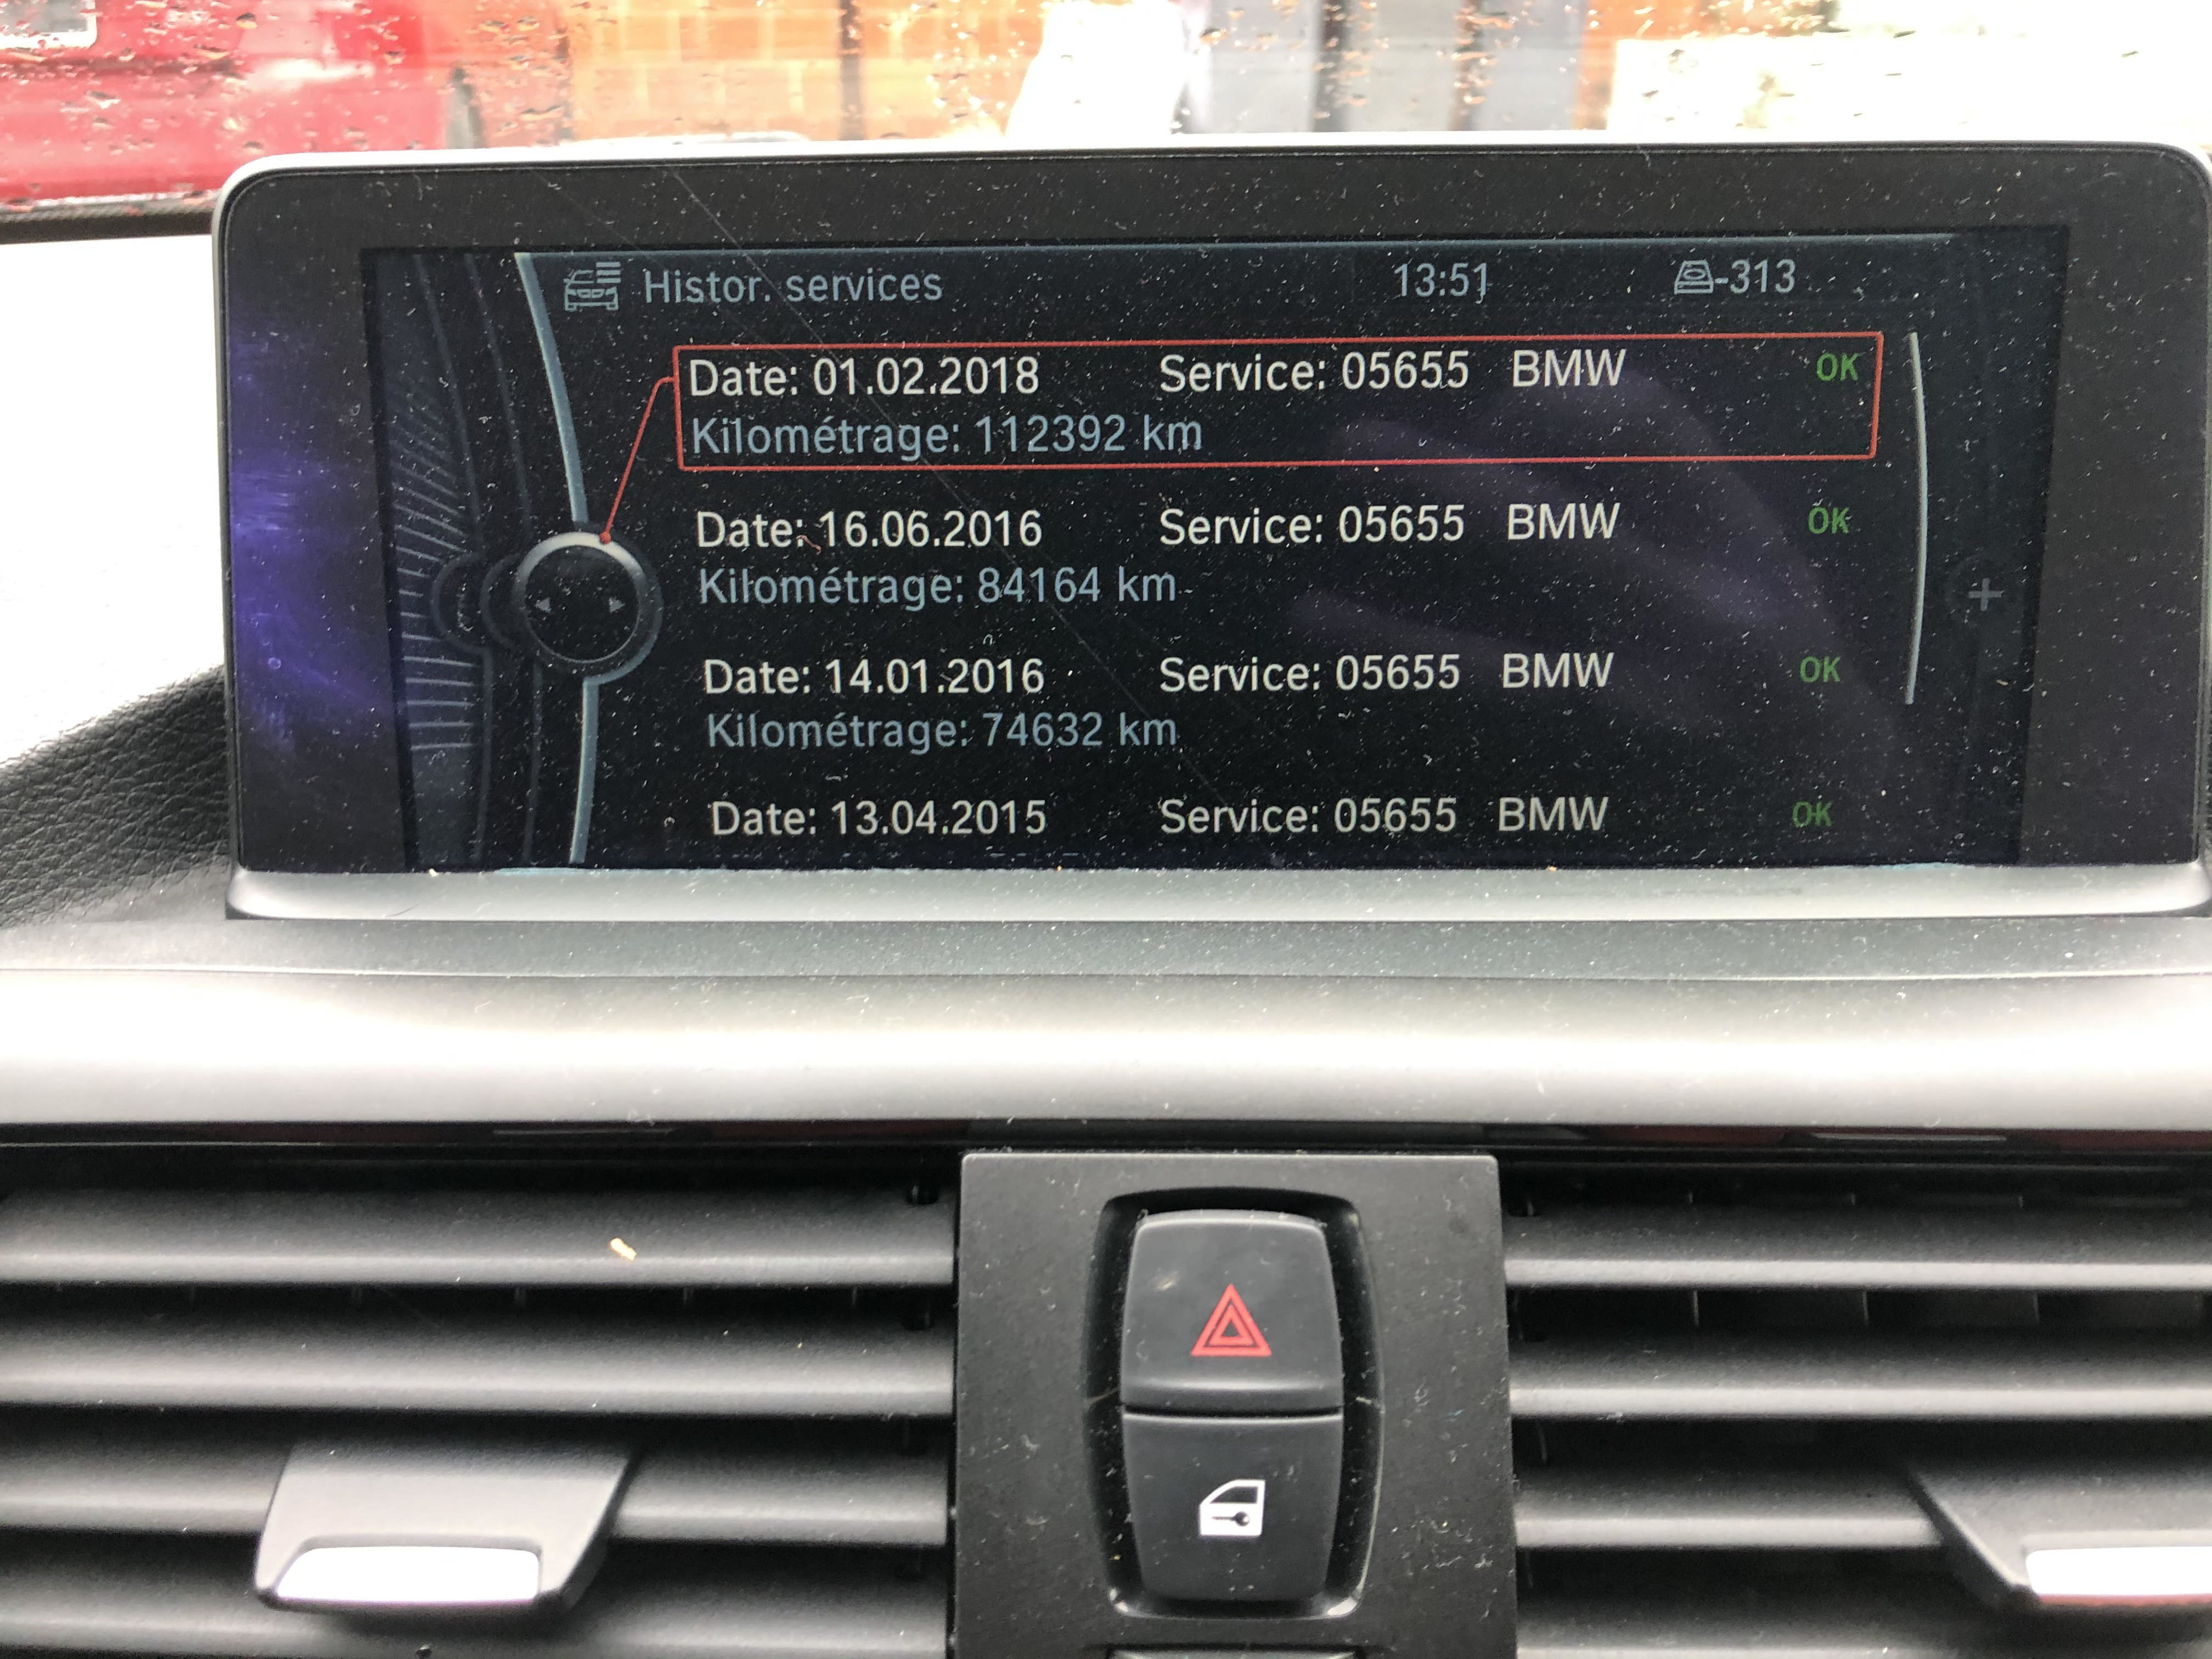 Histor. services 13:51 -313
Date: 01.02.2018 Service: 05655 BMW OK
Kilométrage: 112392 km
Date: 16.06.2016 Service: 05655 BMW OK
Kilométrage: 84164 km
Date: 14.01.2016 Service: 05655 BMW OK
Kilométrage: 74632 km
Date: 13.04.2015 Service: 05655 BMW OK